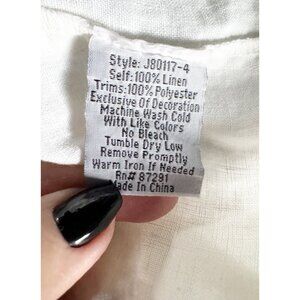 Style: J80117-4
Self:100% Linen
Trims:100% Polyester
Exclusive Of Decoration
Machine Wash Cold
With Like Colors
No Bleach
Tumble Dry Low
Remove Promptly
Warm Iron If Needed
Rn# 87291
Made In China